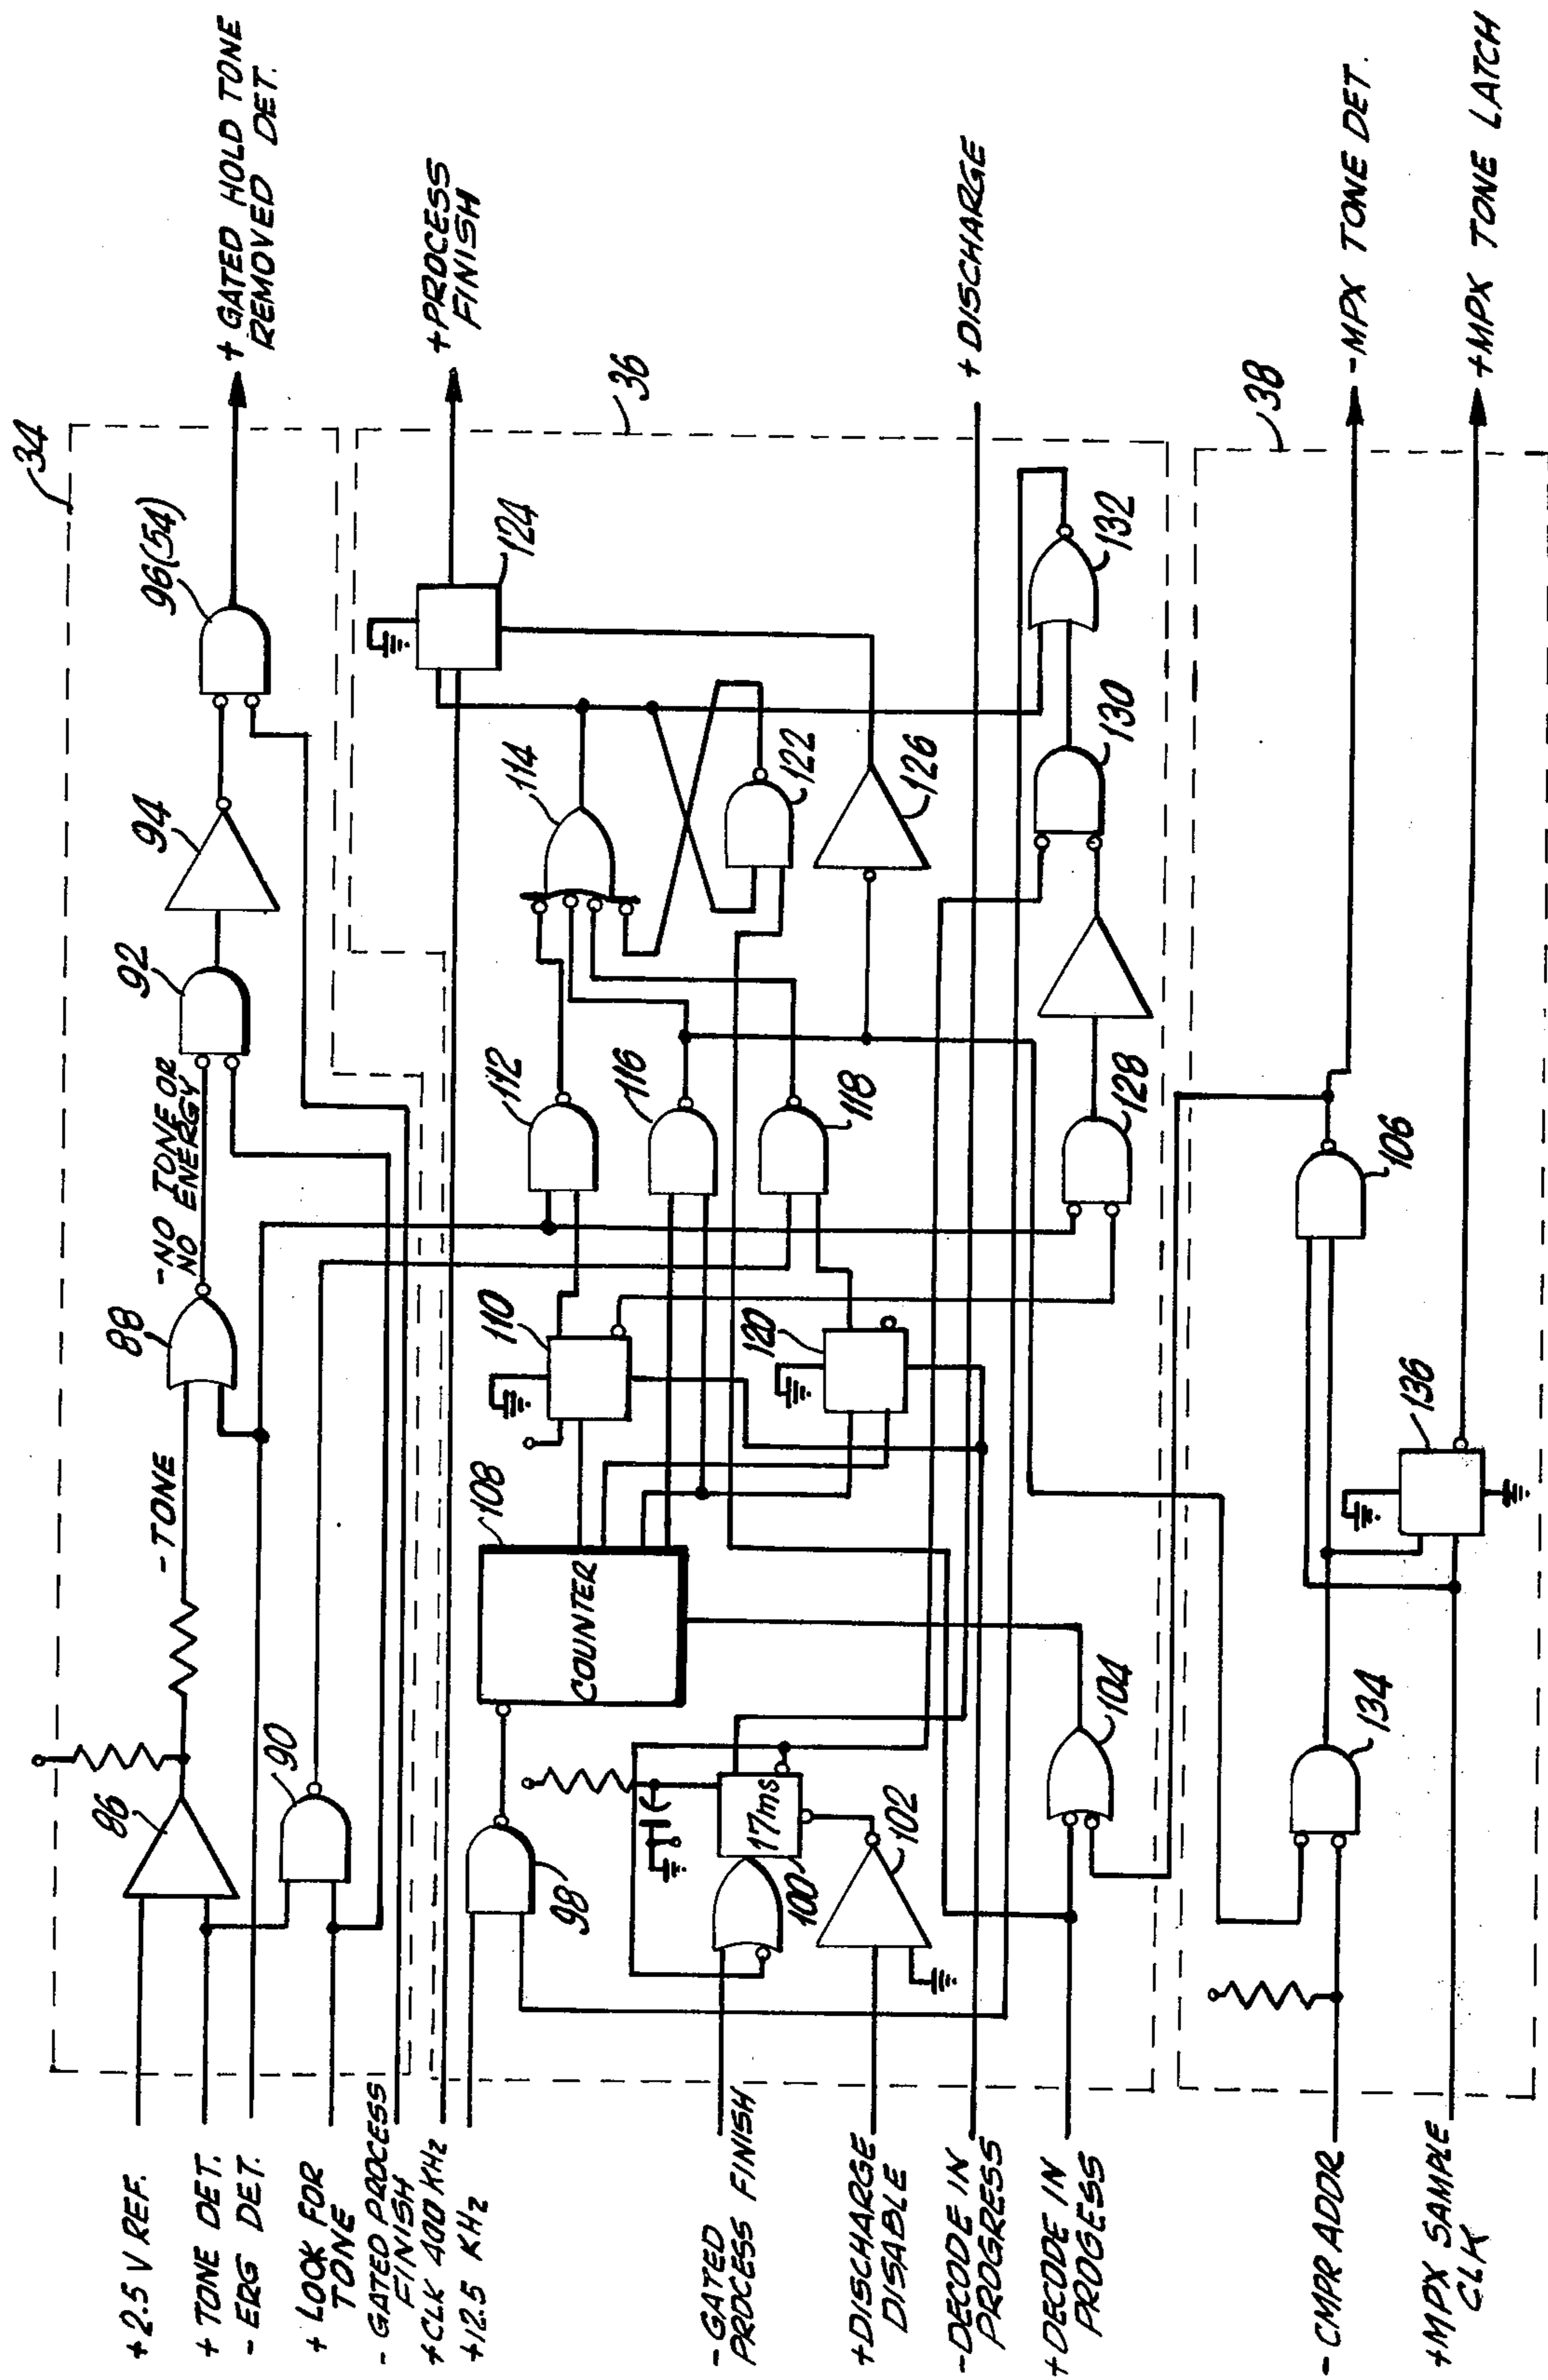 34
+ GATED HOLD TONE
REMOVED DET.
96(54)
94
92
- NO TONE OR
NO ENERGY
88
- TONE
86
90
+2.5 V REF.
+ TONE DET.
- ERG DET.
+ LOOK FOR
TONE
- GATED PROCESS
FINISH
+CLK 400 KHz
+12.5 KHz
+PROCESS
FINISH
36
124
114
122
126
112
116
118
110
120
108
COUNTER
98
17ms
100
102
104
128
130
132
- GATED
PROCESS FINISH
+DISCHARGE
DISABLE
-DECODE IN
PROGRESS
+DECODE IN
PROGESS
+ DISCHARGE
38
- MPX TONE DET.
+MPX TONE LATCH
106
136
134
- CMPR ADDR
+MPX SAMPLE
CLK